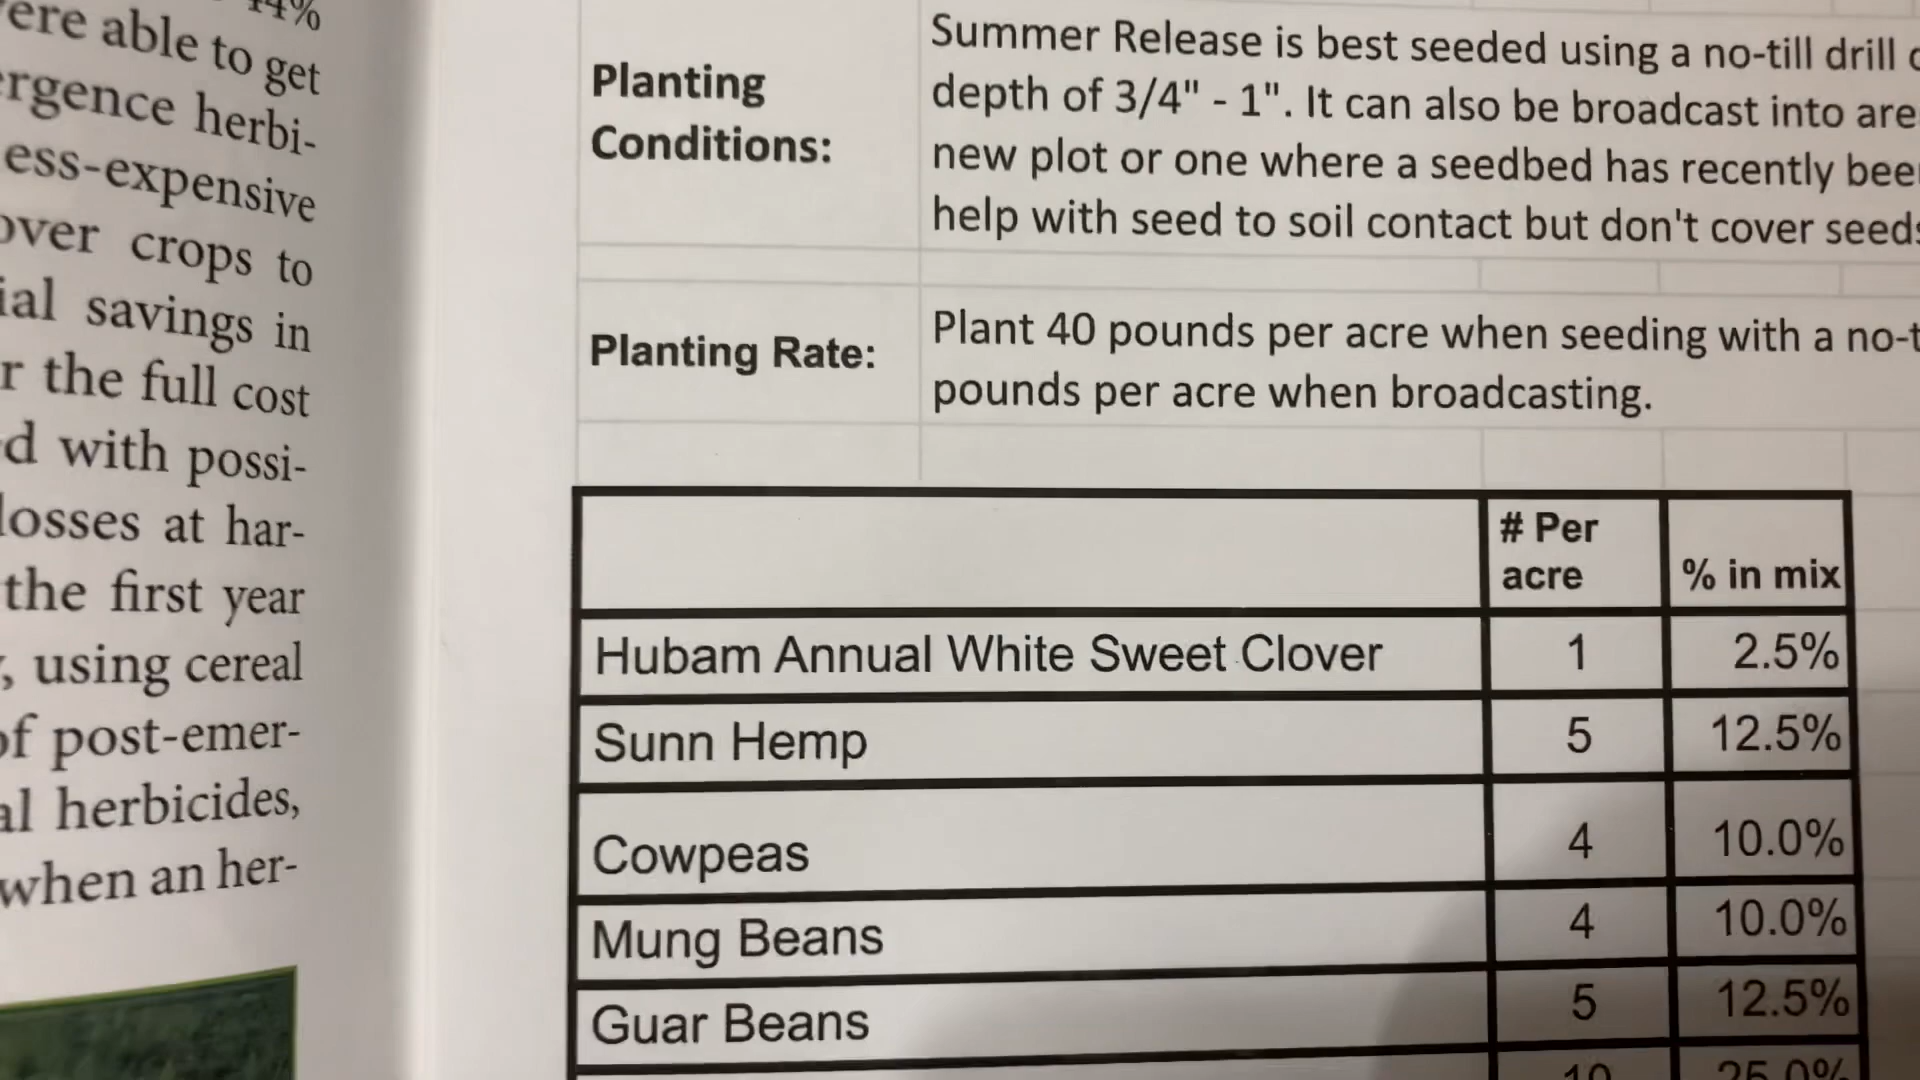 14%
ere able to get
rgence herbi-
ess-expensive
over crops to
ial savings in
r the full cost
d with possi-
losses at har-
the first year
, using cereal
of post-emer-
al herbicides,
when an her-
Planting
Conditions:
Summer Release is best seeded using a no-till drill
depth of 3/4" - 1". It can also be broadcast into are
new plot or one where a seedbed has recently bee
help with seed to soil contact but don't cover seeds
Planting Rate:
Plant 40 pounds per acre when seeding with a no-t
pounds per acre when broadcasting.
# Per
acre
% in mix
Hubam Annual White Sweet Clover 1 2.5%
Sunn Hemp 5 12.5%
Cowpeas 4 10.0%
Mung Beans 4 10.0%
Guar Beans 5 12.5%
10 25.0%